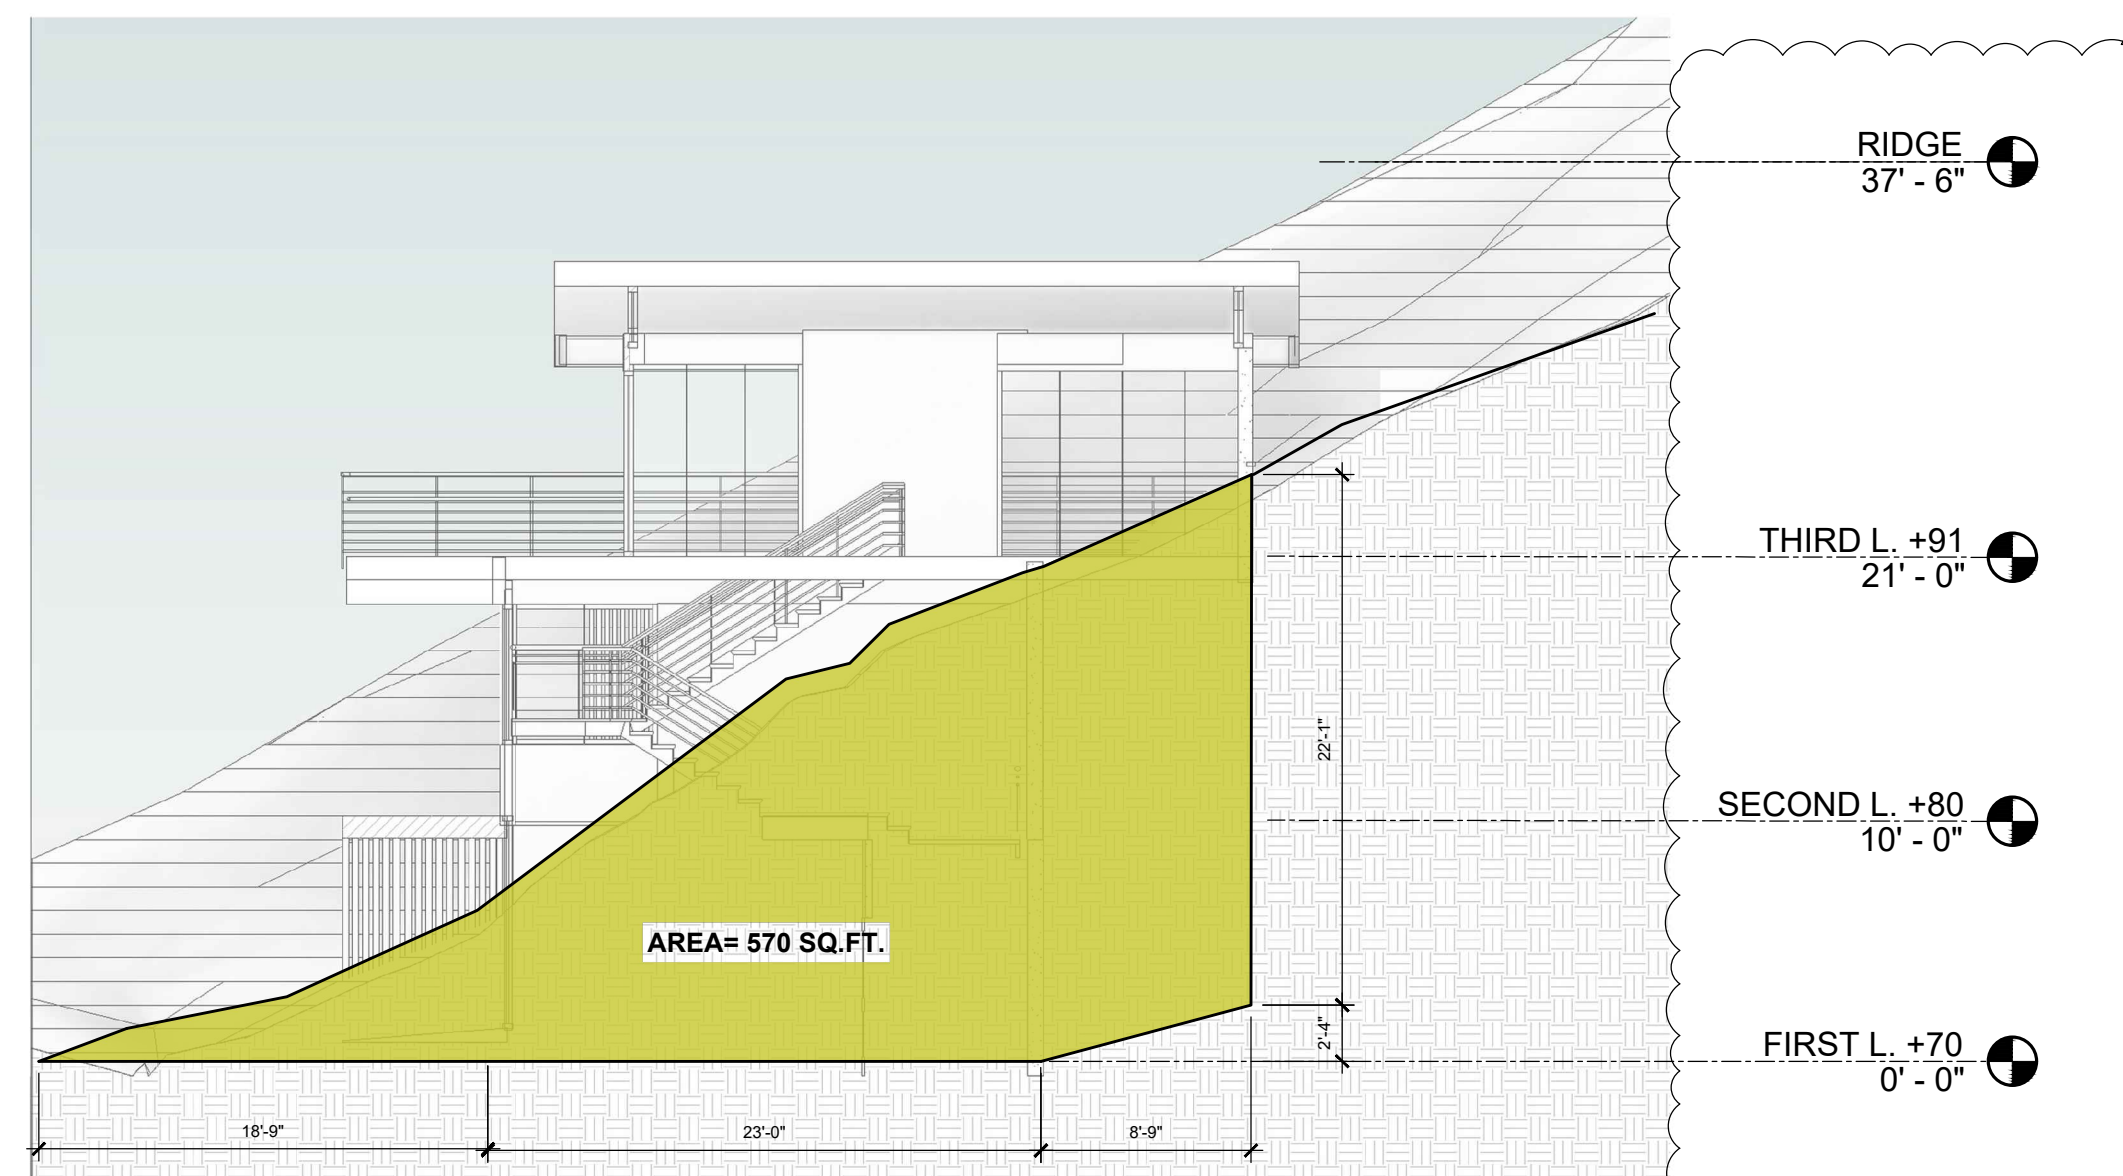 RIDGE
37' - 6"
THIRD L. +91
21' - 0"
22'-1"
SECOND L. +80
10' - 0"
AREA= 570 SQ.FT.
2'-4"
FIRST L. +70
0' - 0"
18'-9"
23'-0"
8'-9"